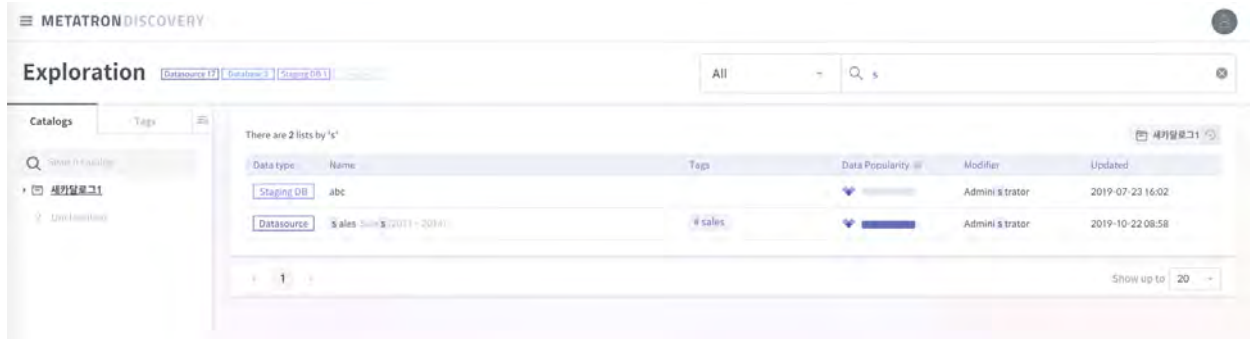 METATRON DISCOVERY
Exploration Datasource 17 Database 3 Staging DB 1
All s
Catalogs Tags
There are 2 lists by 's' 새카달로그1
Data type Name Tags Data Popularity Modifier Updated
새카달로그1
Staging DB abc Administrator 2019-07-23 16:02
Datasource sales Sales (2011 ~ 2014) # sales Administrator 2019-10-22 08:58
1 Show up to 20